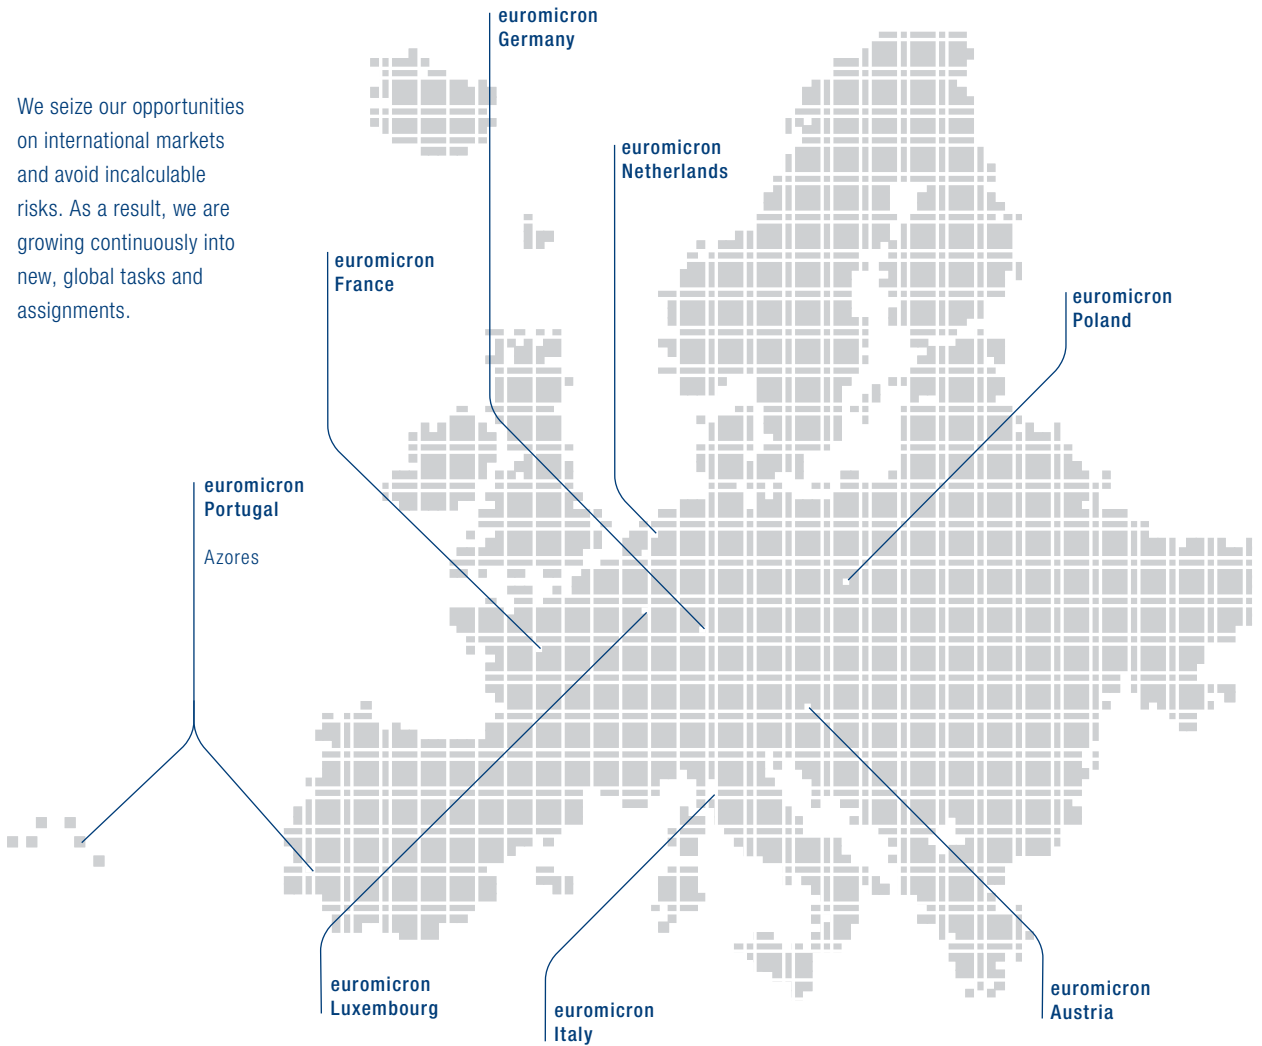 euromicron
Germany
We seize our opportunities
on international markets
and avoid incalculable
risks. As a result, we are
growing continuously into
new, global tasks and
assignments.
euromicron
Netherlands
euromicron
France
euromicron
Poland
euromicron
Portugal
Azores
euromicron
Luxembourg
euromicron
Italy
euromicron
Austria